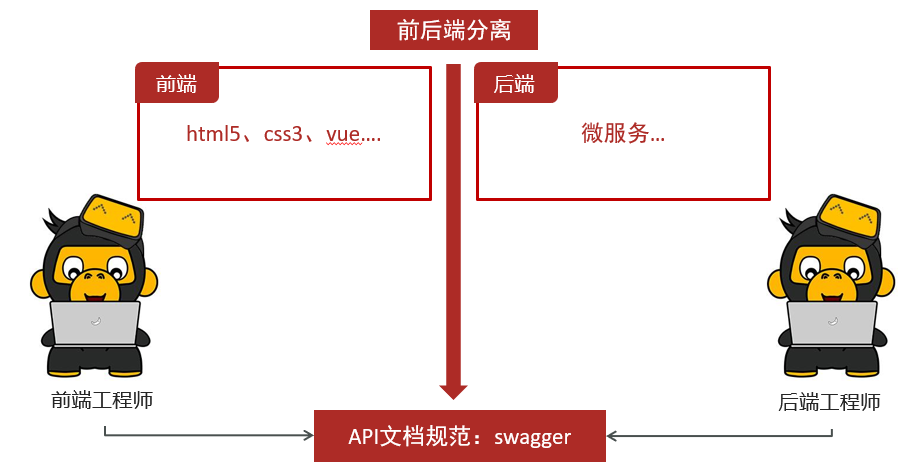 前后端分离
前端
后端
html5、css3、vue....
微服务...
前端工程师
后端工程师
API文档规范：swagger